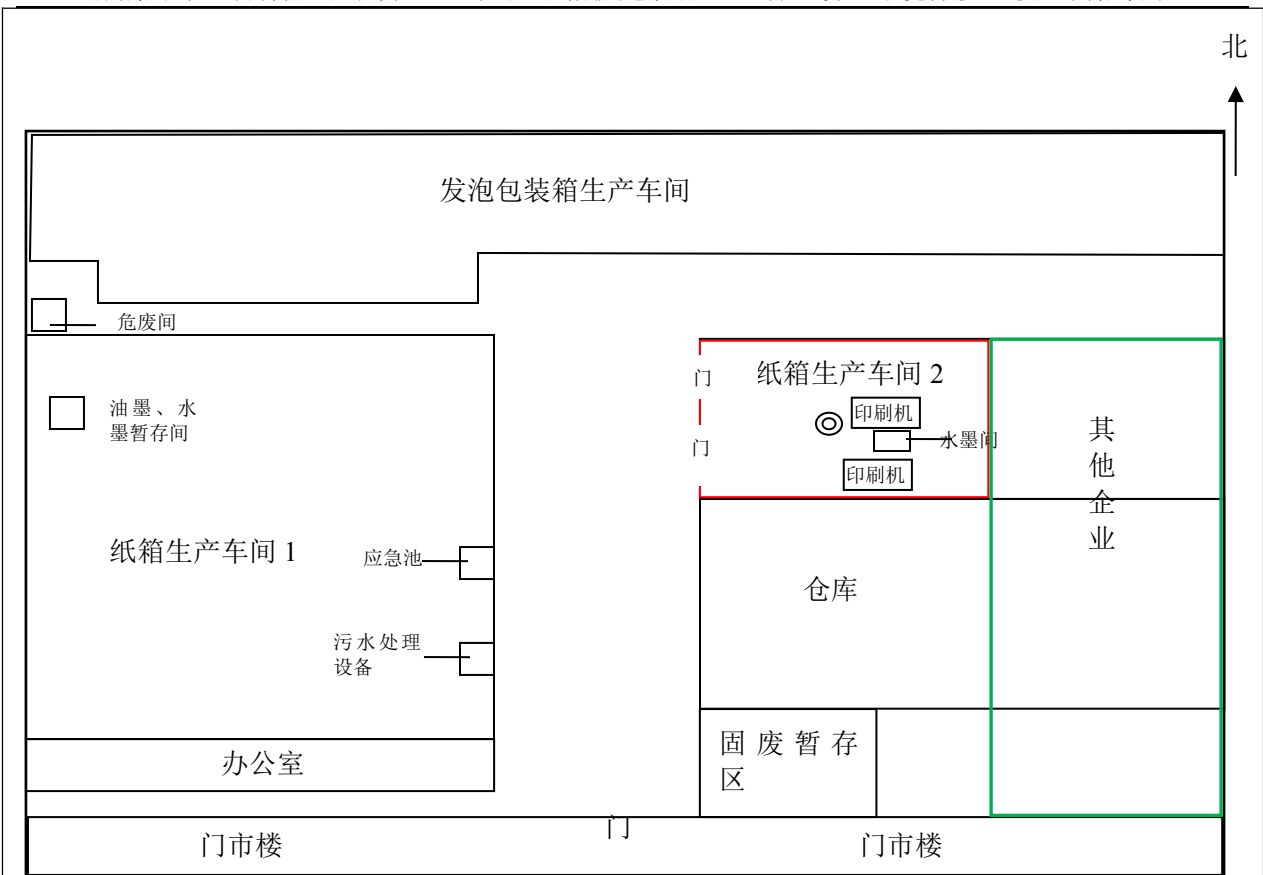 北
发泡包装箱生产车间
危废间
门
纸箱生产车间 2
印刷机
油墨、水
墨暂存间
水墨间
门
印刷机
其
他
企
业
纸箱生产车间 1
应急池
仓库
污水处理
设备
固废暂存
区
办公室
门
门市楼
门市楼